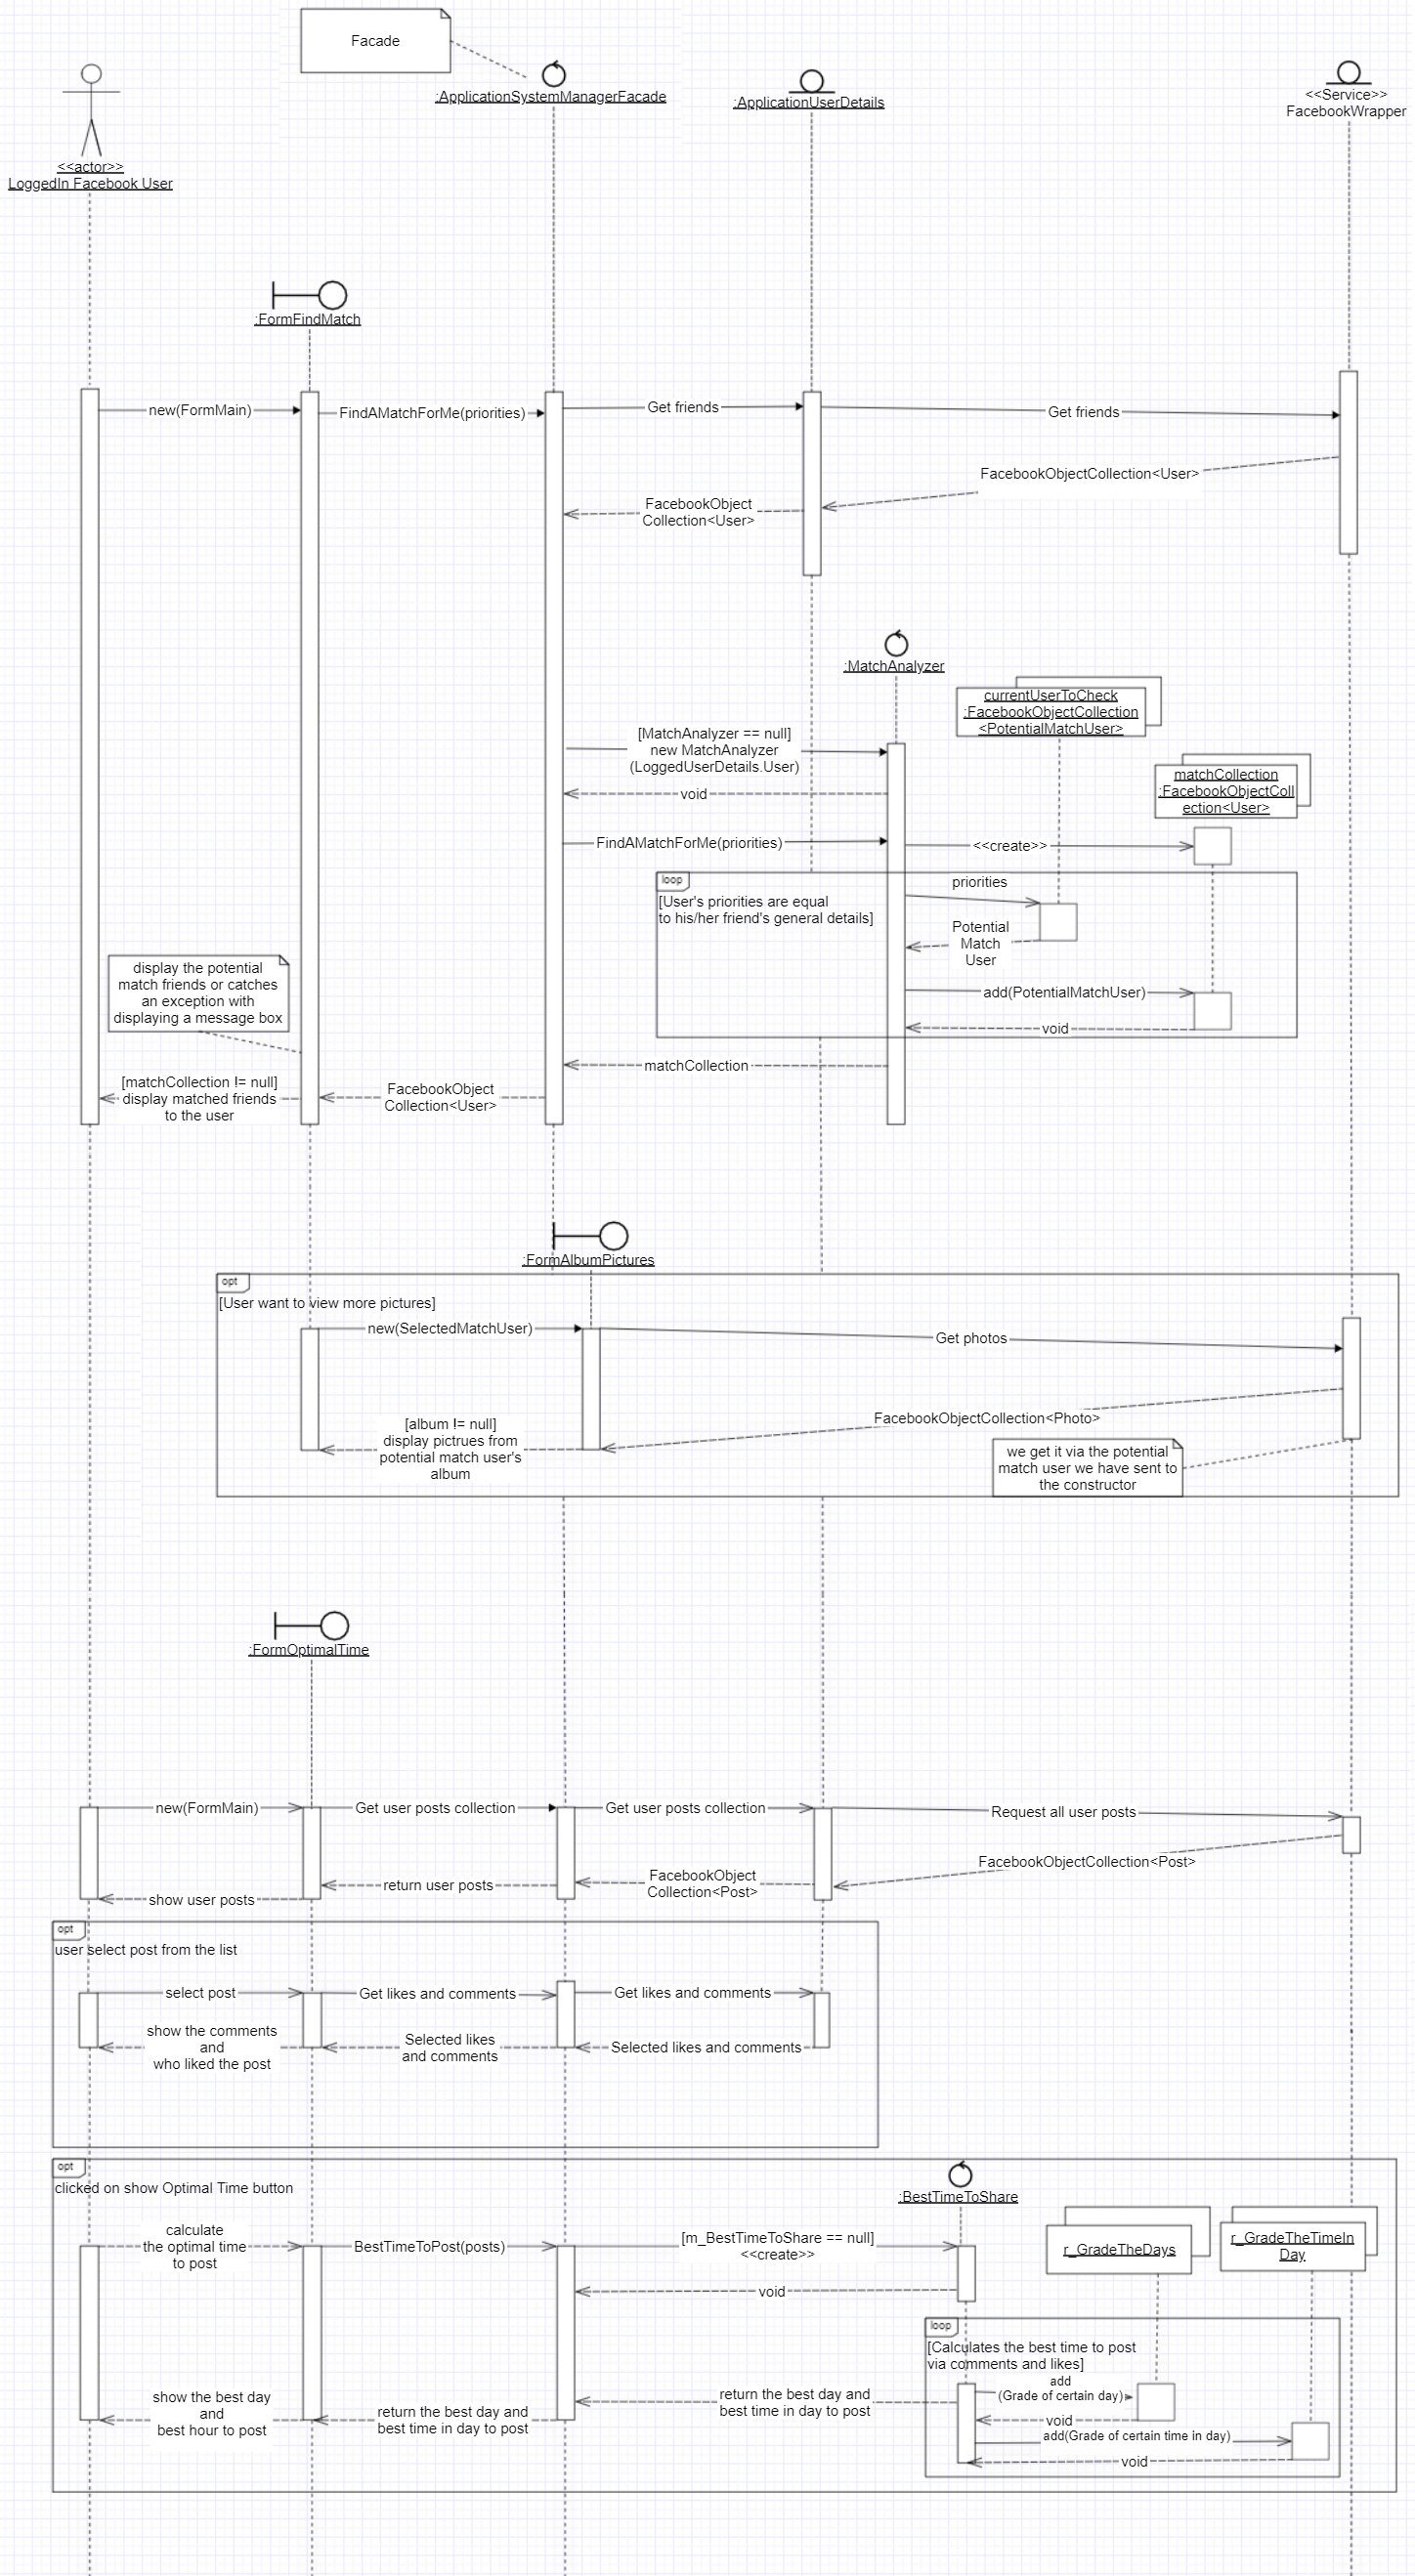 Facade
:ApplicationSystemManagerFacade
:ApplicationUserDetails
<<Service>>
FacebookWrapper
<<actor>>
LoggedIn Facebook User
:FormFindMatch
new(FormMain)
FindAMatchForMe(priorities)
Get friends
Get friends
FacebookObjectCollection<User>
FacebookObject
Collection<User>
:MatchAnalyzer
currentUserToCheck
:FacebookObjectCollection
<PotentialMatchUser>
[MatchAnalyzer == null]
new MatchAnalyzer
(LoggedUserDetails.User)
matchCollection
:FacebookObjectColl
ection<User>
void
FindAMatchForMe(priorities)
<<create>>
loop
priorities
[User's priorities are equal
to his/her friend's general details]
Potential
Match
User
display the potential
match friends or catches
an exception with
displaying a message box
add(PotentialMatchUser)
void
matchCollection
[matchCollection != null]
display matched friends
to the user
FacebookObject
Collection<User>
:FormAlbumPictures
opt
[User want to view more pictures]
new(SelectedMatchUser)
Get photos
FacebookObjectCollection<Photo>
[album != null]
display pictrues from
potential match user's
album
we get it via the potential
match user we have sent to
the constructor
:FormOptimalTime
new(FormMain)
Get user posts collection
Get user posts collection
Request all user posts
FacebookObjectCollection<Post>
FacebookObject
Collection<Post>
return user posts
show user posts
opt
user select post from the list
select post
Get likes and comments
Get likes and comments
show the comments
and
who liked the post
Selected likes
and comments
Selected likes and comments
opt
clicked on show Optimal Time button
:BestTimeToShare
calculate
the optimal time
to post
BestTimeToPost(posts)
[m_BestTimeToShare == null]
<<create>>
r_GradeTheDays
r_GradeTheTimeIn
Day
void
loop
[Calculates the best time to post
via comments and likes]
add
(Grade of certain day)
show the best day
and
best hour to post
return the best day and
best time in day to post
return the best day and
best time in day to post
void
add(Grade of certain time in day)
void